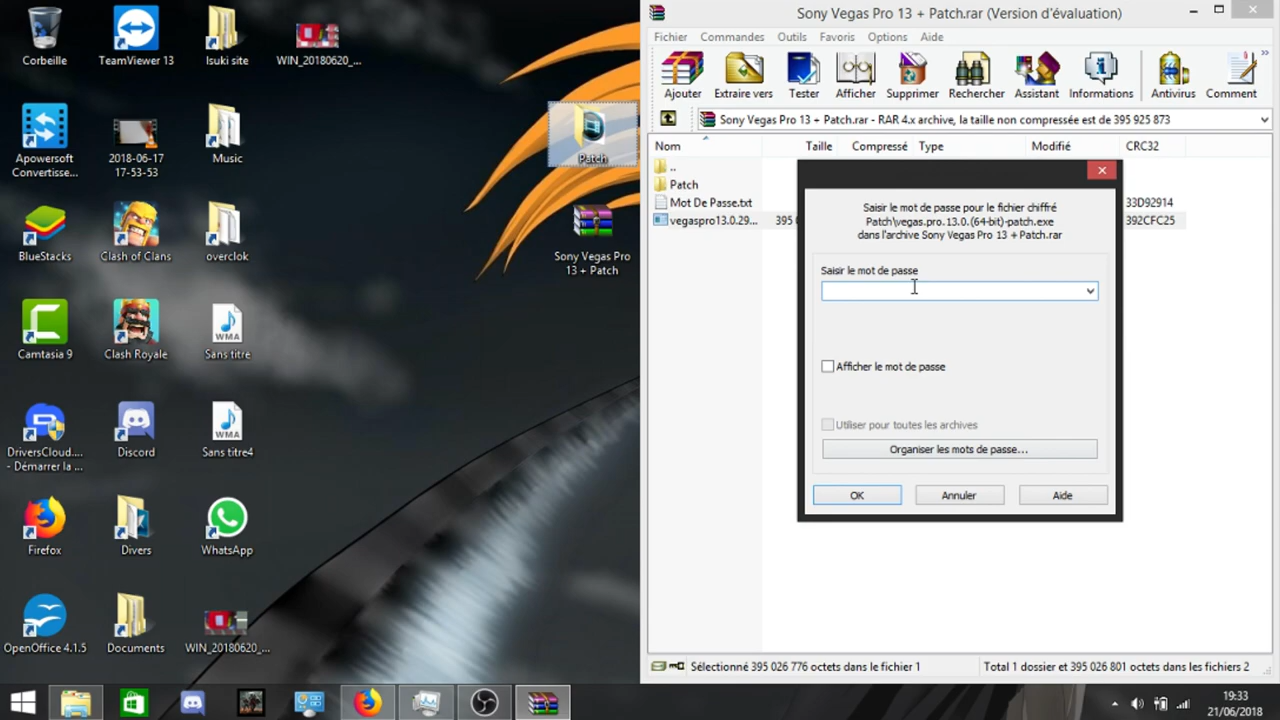 Corbeille
TeamViewer 13
Isuki site
WIN_20180620_...
Apowersoft
Convertisse...
2018-06-17
17-53-53
Music
Patch
BlueStacks
Clash of Clans
overclok
Sony Vegas Pro
13 + Patch
Camtasia 9
Clash Royale
Sans titre
DriversCloud....
- Démarrer la ...
Discord
Sans titre4
Firefox
Divers
WhatsApp
OpenOffice 4.1.5
Documents
WIN_20180620_...
Sony Vegas Pro 13 + Patch.rar (Version d'évaluation)
Fichier Commandes Outils Favoris Options Aide
Ajouter Extraire vers Tester Afficher Supprimer Rechercher Assistant Informations Antivirus Comment
Sony Vegas Pro 13 + Patch.rar - RAR 4.x archive, la taille non compressée est de 395 925 873
Nom Taille Compressé Type Modifié CRC32
..
Patch
Mot De Passe.txt 33D92914
vegaspro13.0.29... 395 0 392CFC25
Saisir le mot de passe pour le fichier chiffré
Patch\vegas.pro.13.0.(64-bit)-patch.exe
dans l'archive Sony Vegas Pro 13 + Patch.rar
Saisir le mot de passe
Afficher le mot de passe
Utiliser pour toutes les archives
Organiser les mots de passe...
OK Annuler Aide
Sélectionné 395 026 776 octets dans le fichier 1
Total 1 dossier et 395 026 801 octets dans les fichiers 2
19:33
21/06/2018